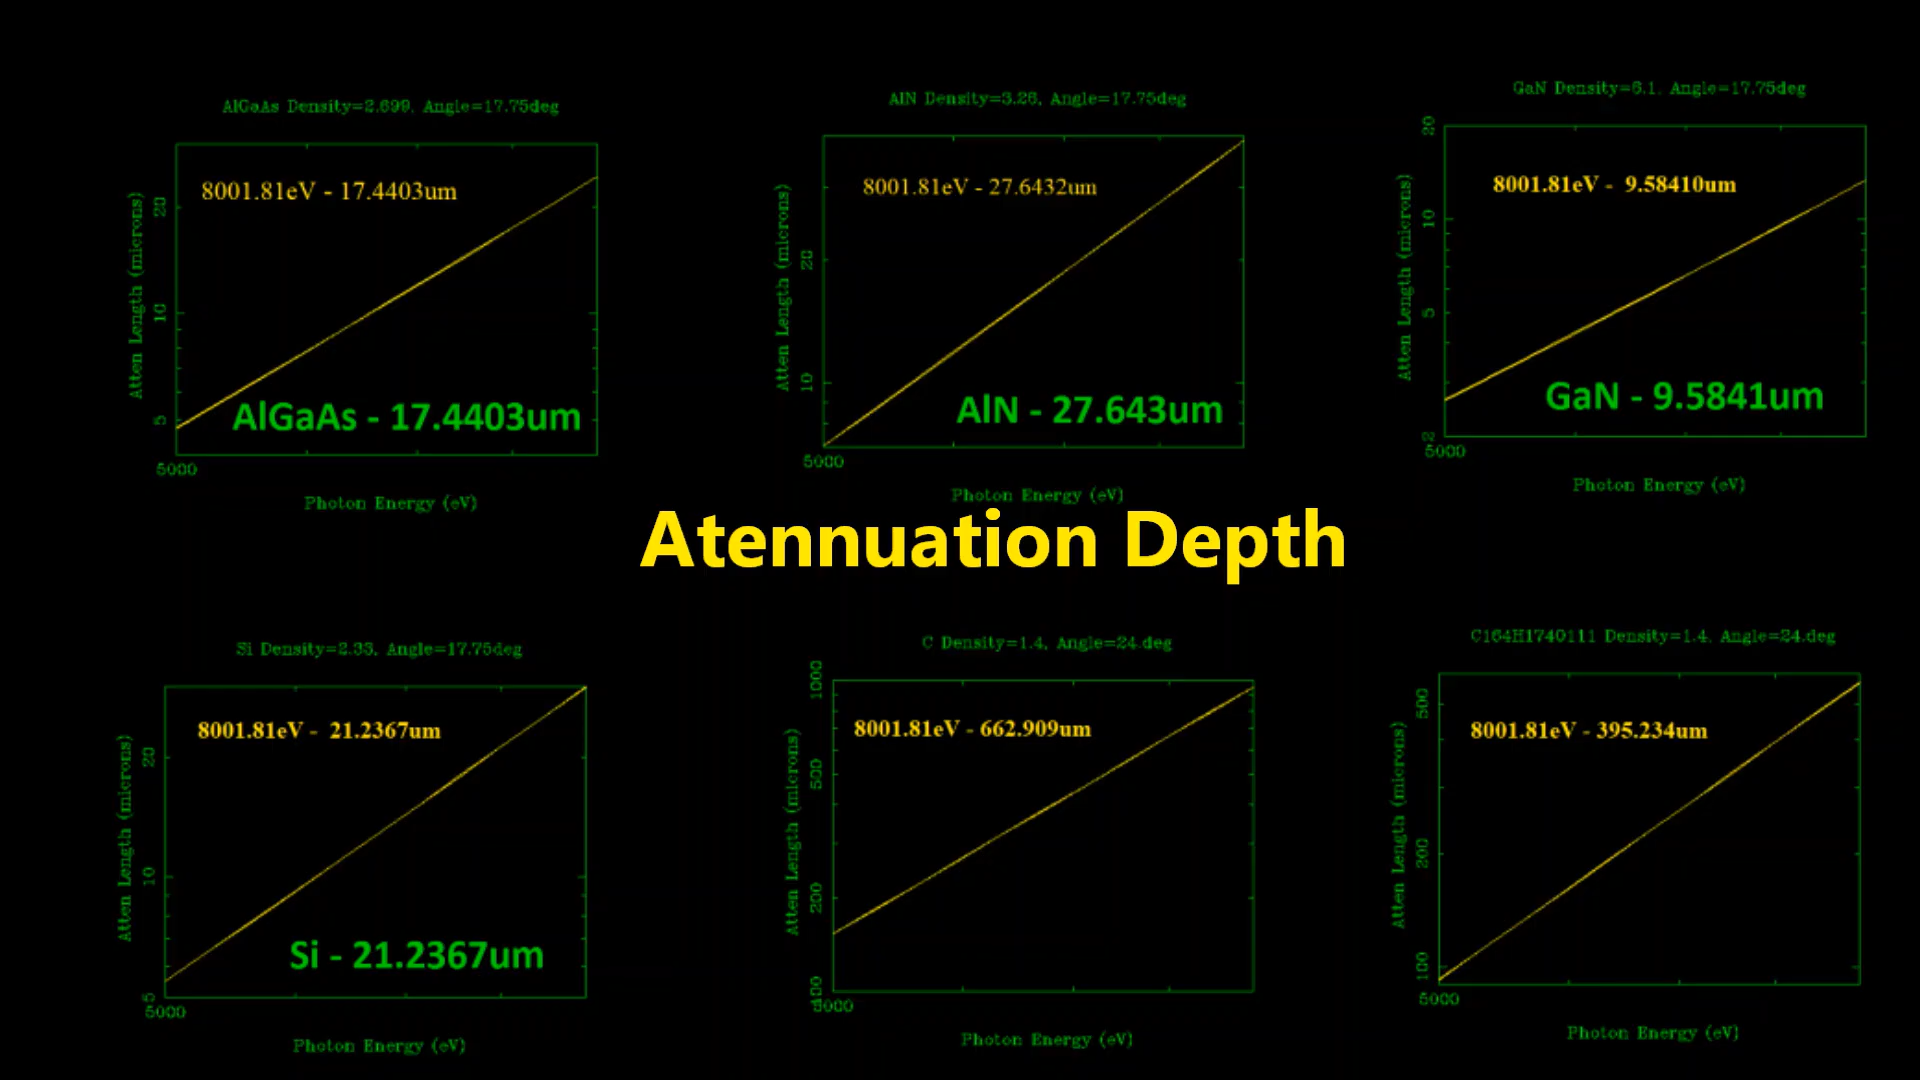 AlGaAs Density=2.699, Angle=17.75deg
8001.81eV - 17.4403um
Atten Length (microns)
20
10
5
AlGaAs - 17.4403um
5000
Photon Energy (eV)
AlN Density=3.26, Angle=17.75deg
8001.81eV - 27.6432um
Atten Length (microns)
20
10
AlN - 27.643um
5000
Photon Energy (eV)
GaN Density=6.1, Angle=17.75deg
20
8001.81eV - 9.58410um
Atten Length (microns)
10
5
GaN - 9.5841um
2
5000
Photon Energy (eV)
Atennuation Depth
Si Density=2.33, Angle=17.75deg
8001.81eV - 21.2367um
Atten Length (microns)
20
10
Si - 21.2367um
5
5000
Photon Energy (eV)
C Density=1.4, Angle=24.deg
1000
8001.81eV - 662.909um
Atten Length (microns)
500
200
100
5000
Photon Energy (eV)
C164H1740111 Density=1.4, Angle=24.deg
500
8001.81eV - 395.234um
Atten Length (microns)
200
100
5000
Photon Energy (eV)